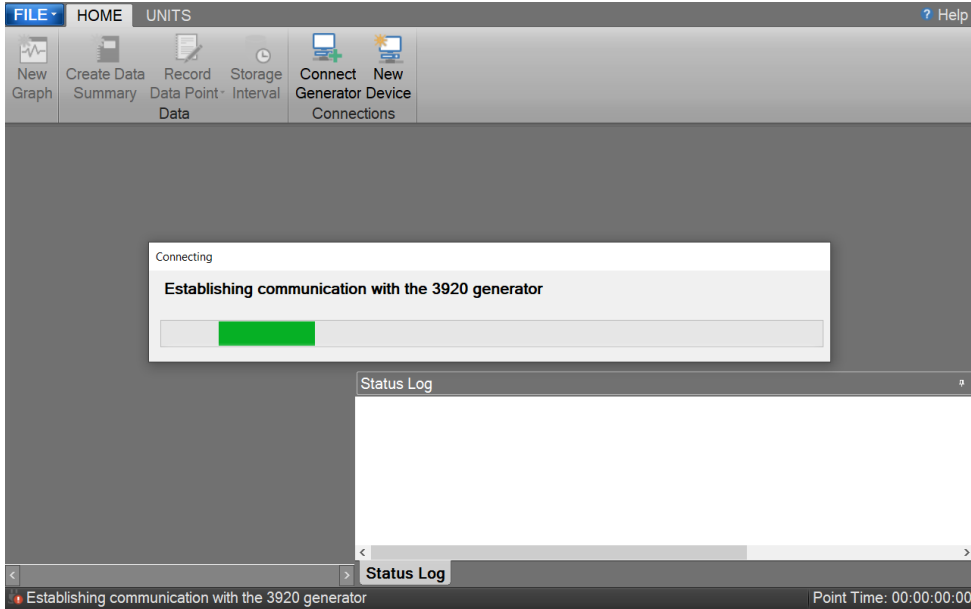 FILE HOME UNITS Help
New Graph
Create Data Summary
Record Data Point
Storage Interval
Data
Connect Generator
New Device
Connections
Connecting
Establishing communication with the 3920 generator
Status Log
Status Log
Establishing communication with the 3920 generator
Point Time: 00:00:00:00